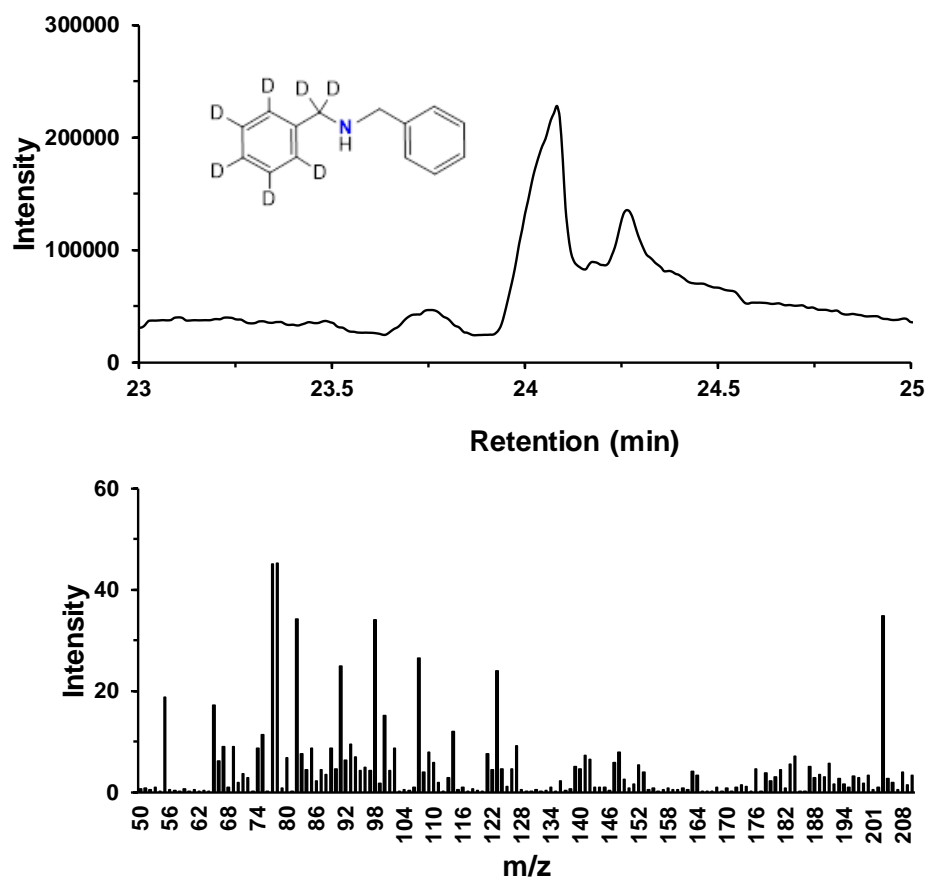 300000
200000
100000
0
Intensity
D
D D
D
N
H
D
D
D
23
23.5
24
24.5
25
Retention (min)
60
40
20
0
Intensity
50 56 62 68 74 80 86 92 98 104 110 116 122 128 134 140 146 152 158 164 170 176 182 188 194 201 208
m/z